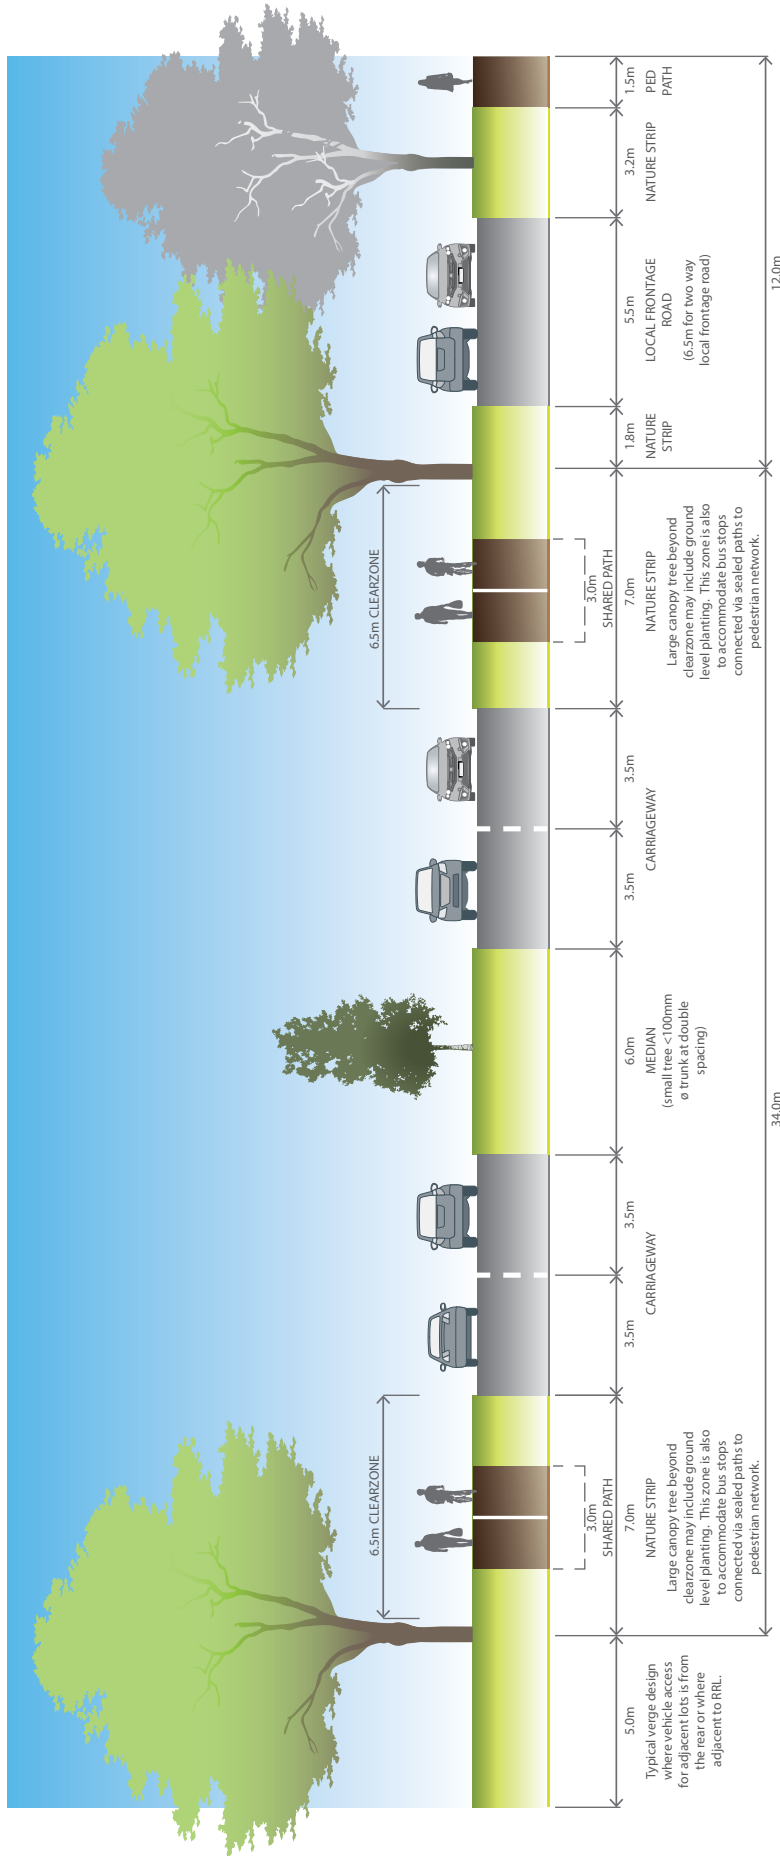 6.5m CLEARZONE
6.5m CLEARZONE
5.0m
Typical verge design
where vehicle access
for adjacent lots is from
the rear or where
adjacent to RRL.
3.0m
SHARED PATH
7.0m
NATURE STRIP
Large canopy tree beyond
clearzone may include ground
level planting. This zone is also
to accommodate bus stops
connected via sealed paths to
pedestrian network.
3.5m
3.5m
CARRIAGEWAY
6.0m
MEDIAN
(small tree <100mm
ø trunk at double
spacing)
3.5m
3.5m
CARRIAGEWAY
3.0m
SHARED PATH
7.0m
NATURE STRIP
Large canopy tree beyond
clearzone may include ground
level planting. This zone is also
to accommodate bus stops
connected via sealed paths to
pedestrian network.
1.8m
NATURE
STRIP
5.5m
LOCAL FRONTAGE
ROAD
(6.5m for two way
local frontage road)
3.2m
NATURE STRIP
1.5m
PED
PATH
34.0m
12.0m